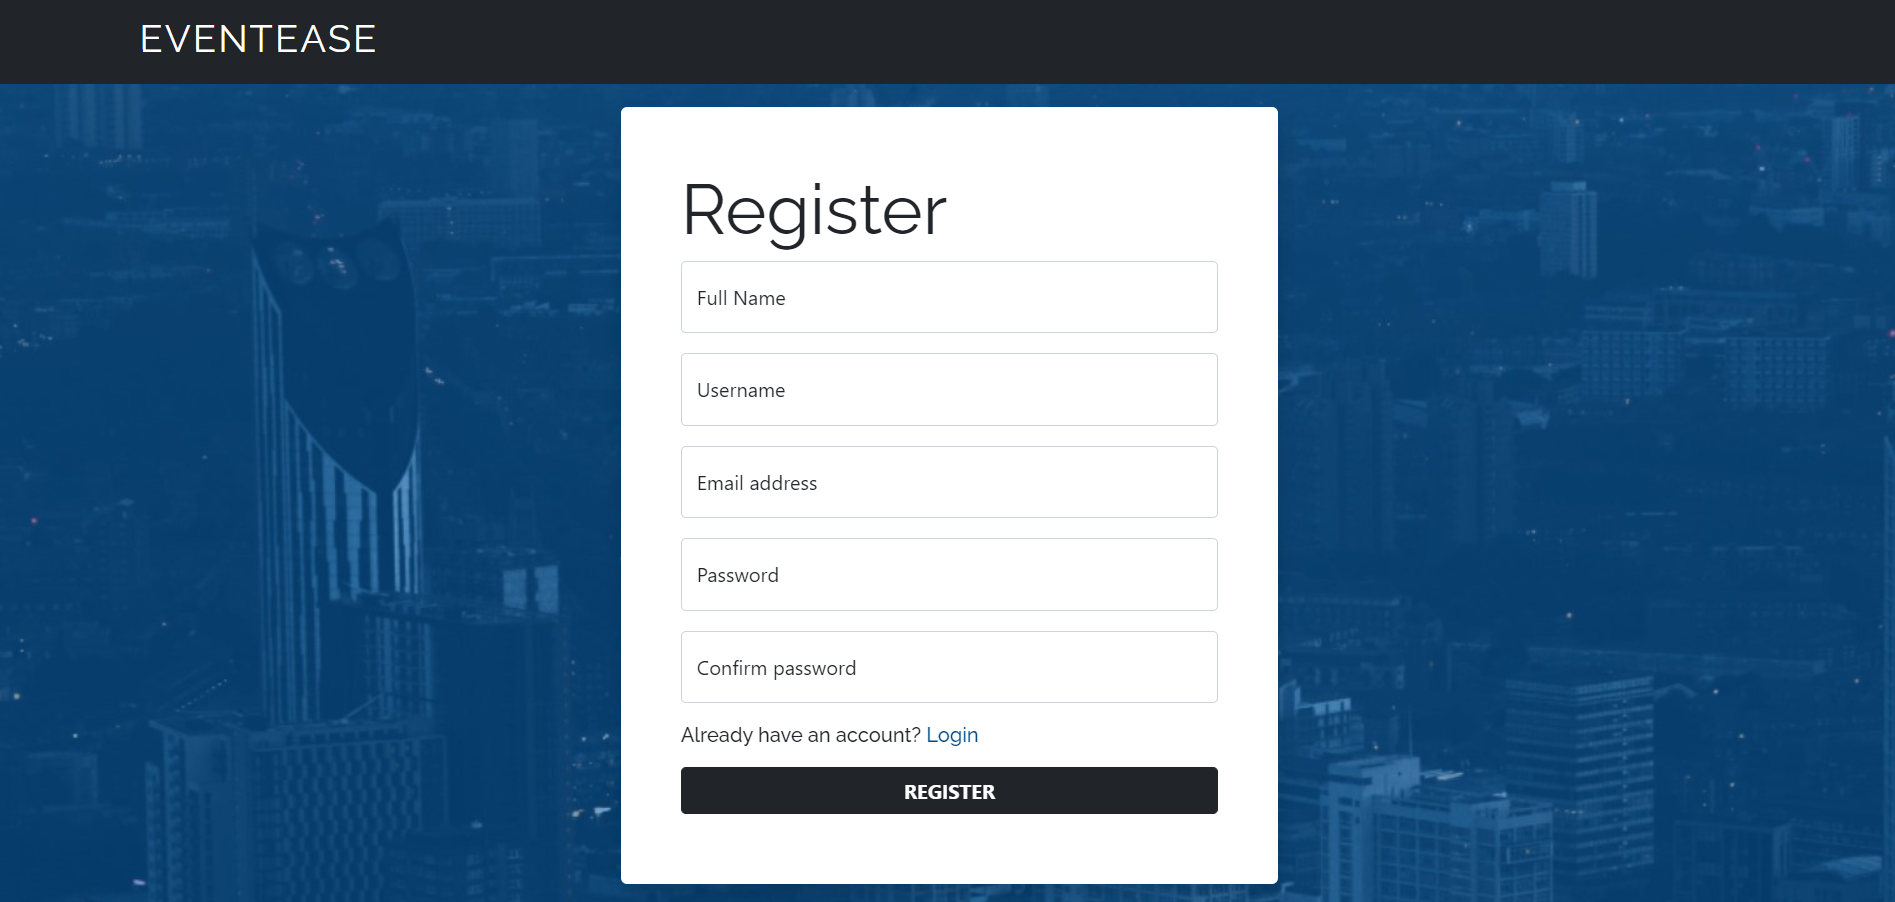 EVENTEASE
Register
Full Name
Username
Email address
Password
Confirm password
Already have an account? Login
REGISTER